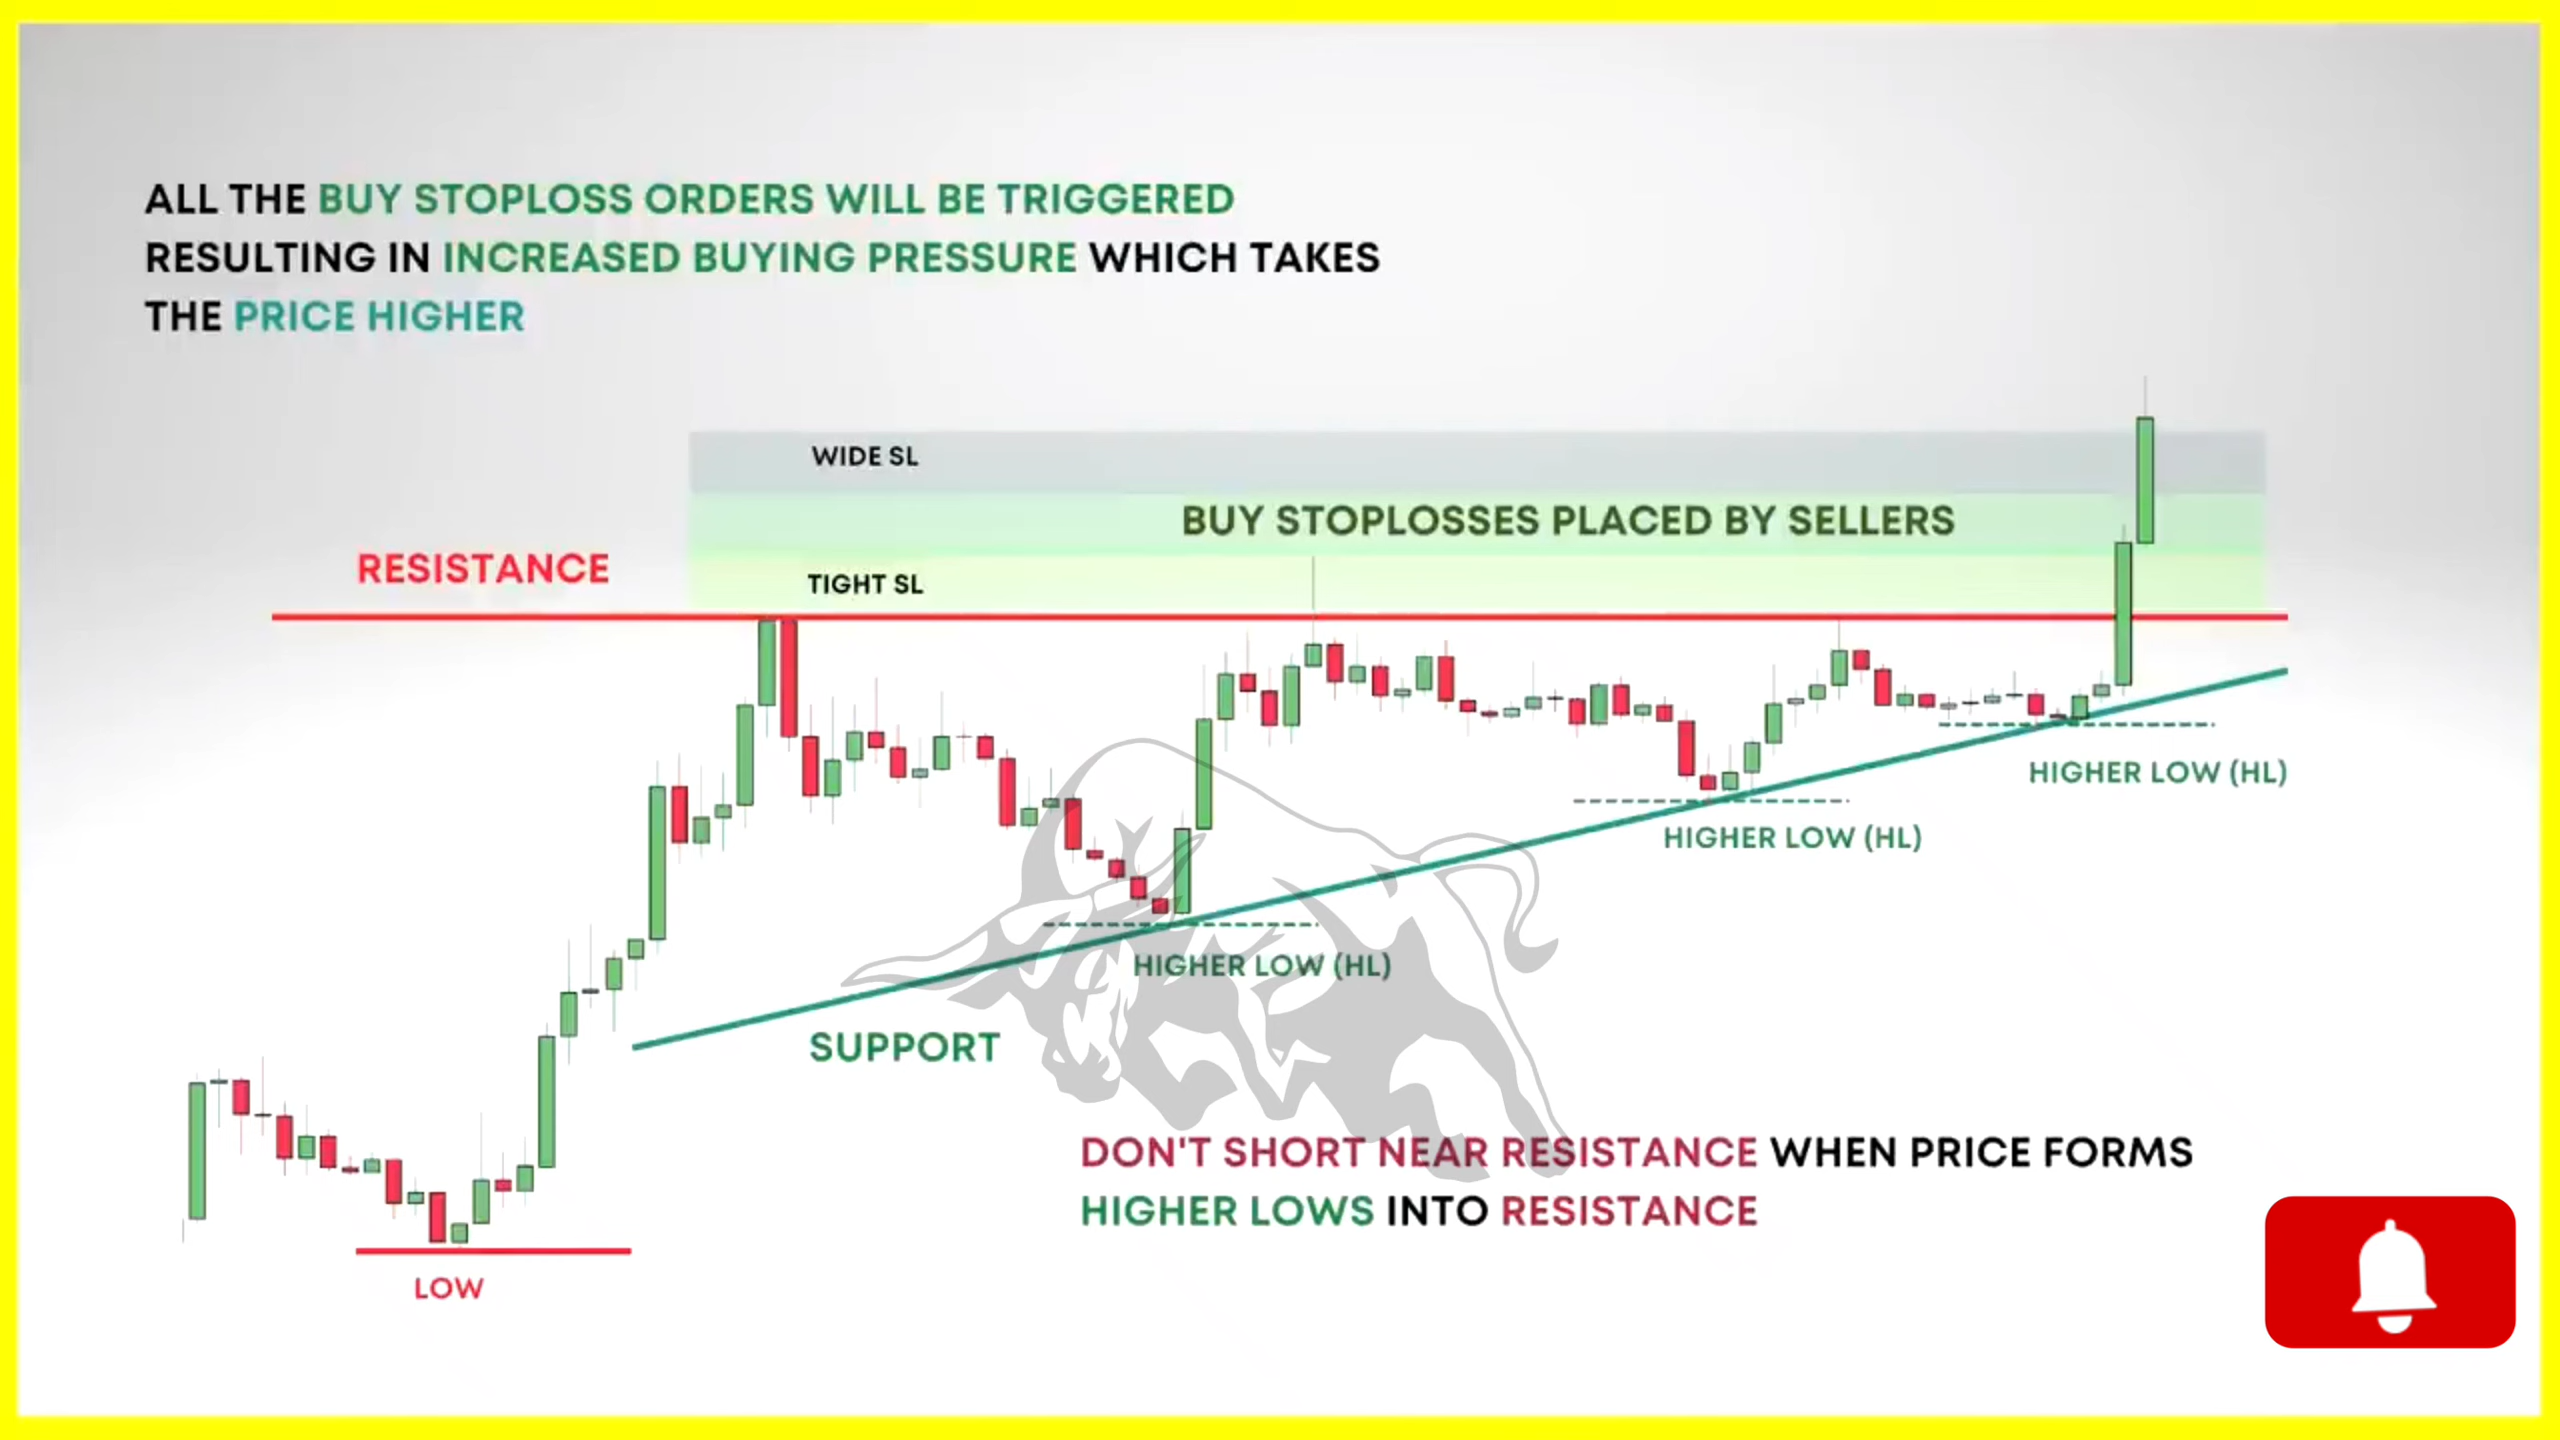 ALL THE BUY STOPLOSS ORDERS WILL BE TRIGGERED
RESULTING IN INCREASED BUYING PRESSURE WHICH TAKES
THE PRICE HIGHER
WIDE SL
BUY STOPLOSSES PLACED BY SELLERS
RESISTANCE
TIGHT SL
HIGHER LOW (HL)
HIGHER LOW (HL)
HIGHER LOW (HL)
SUPPORT
DON'T SHORT NEAR RESISTANCE WHEN PRICE FORMS
HIGHER LOWS INTO RESISTANCE
LOW